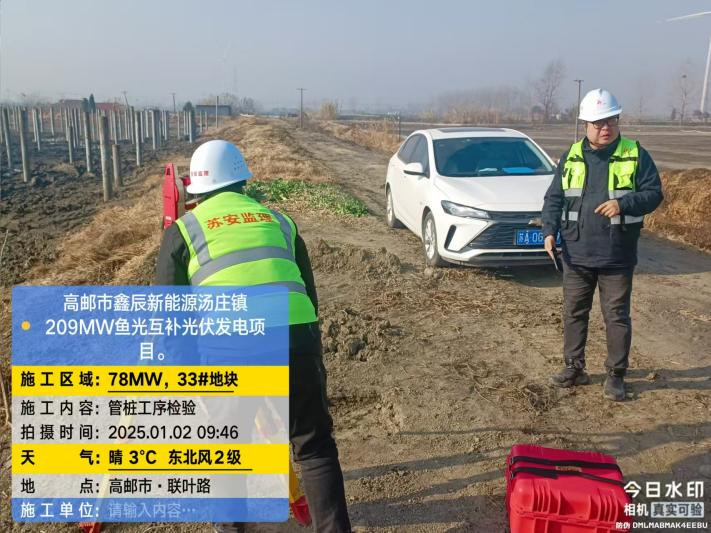 苏安监理
高邮市鑫辰新能源汤庄镇
209MW鱼光互补光伏发电项
目。
施工区域：78MW，33#地块
施工内容：管桩工序检验
拍摄时间：2025.01.02 09:46
天 气：晴 3℃ 东北风2级
地 点：高邮市·联叶路
施工单位：请输入内容…
今日水印
相机 真实可验
防伪 DMLMABMAK4EEBU